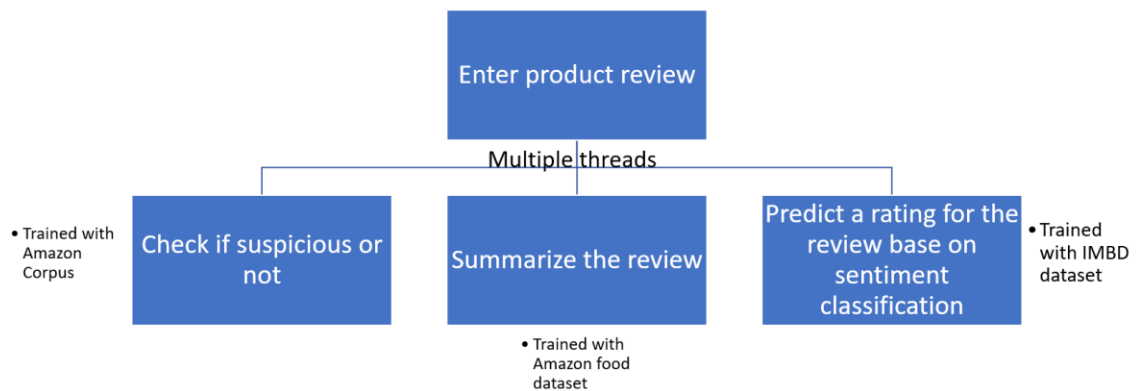 Enter product review
Multiple threads
• Trained with
Amazon
Corpus
Check if suspicious or
not
Summarize the review
Predict a rating for the
review base on
sentiment
classification
• Trained
with IMBD
dataset
• Trained with
Amazon food
dataset